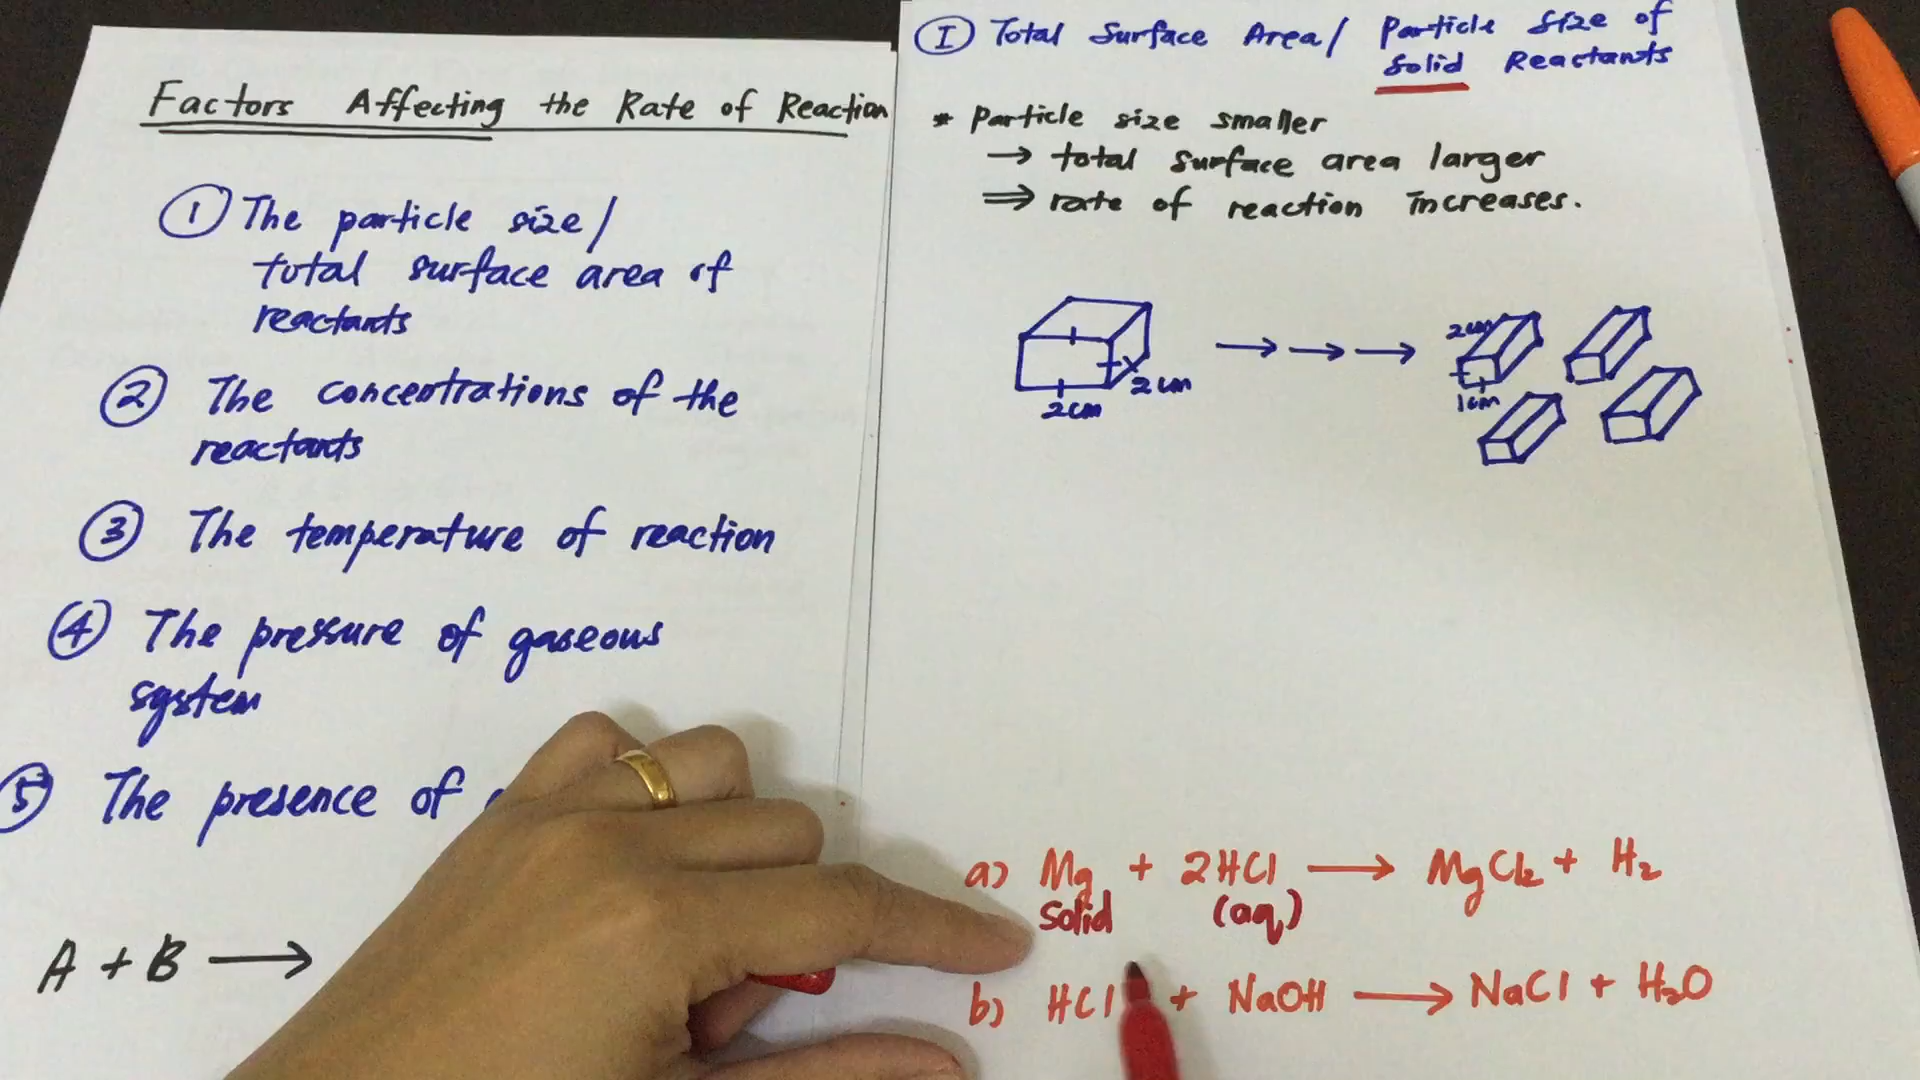 Factors Affecting the Rate of Reaction
① The particle size/
total surface area of
reactants
② The concentrations of the
reactants
③ The temperature of reaction
④ The pressure of gaseous
system
⑤ The presence of
A + B →
Ⓘ Total Surface Area/ Particle Size of
Solid Reactants
* Particle size smaller
→ total surface area larger
⇒ rate of reaction increases.
2cm
2cm
2cm
1cm
a) Mg + 2HCl → MgCl₂ + H₂
Solid (aq)
b) HCl + NaOH → NaCl + H₂O